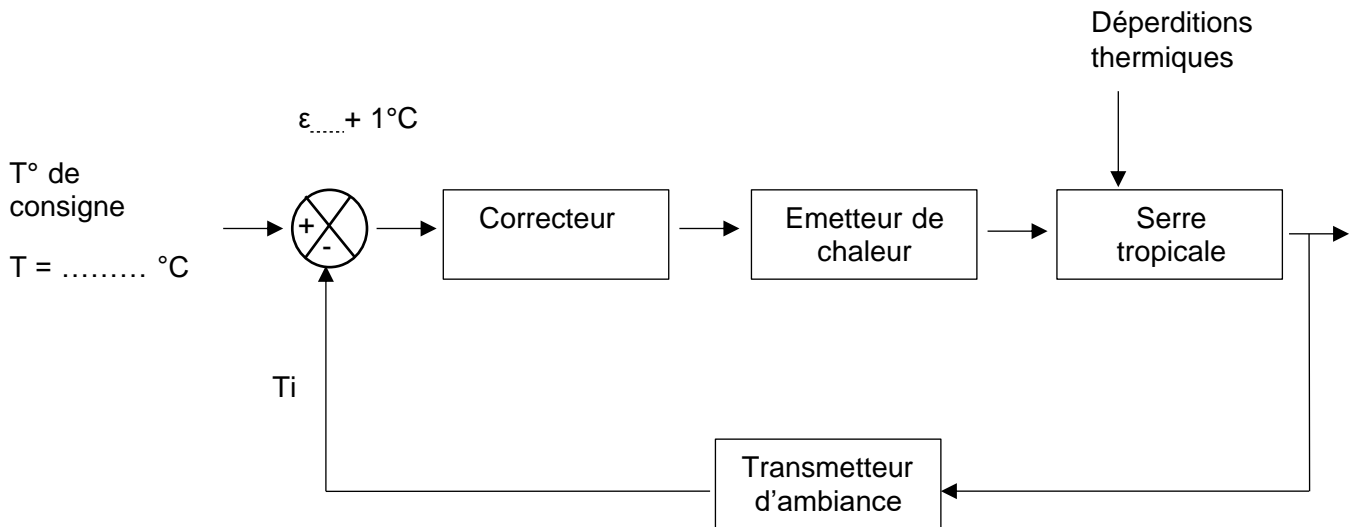 Déperditions
thermiques
ε.....+ 1°C
T° de
consigne
T = ……… °C
+
-
Correcteur
Emetteur de
chaleur
Serre
tropicale
Ti
Transmetteur
d’ambiance